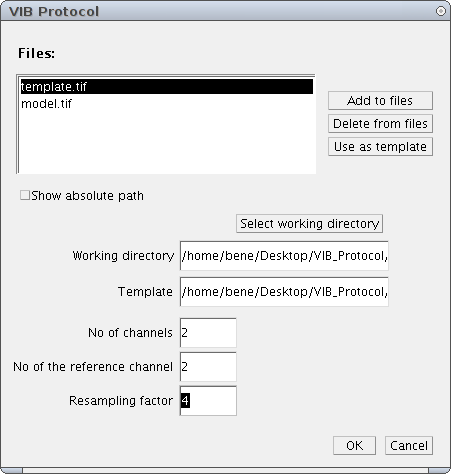 VIB Protocol
Files:
template.tif
model.tif
Add to files
Delete from files
Use as template
Show absolute path
Select working directory
Working directory /home/bene/Desktop/VIB_Protocol/
Template /home/bene/Desktop/VIB_Protocol/
No of channels 2
No of the reference channel 2
Resampling factor 4
OK Cancel